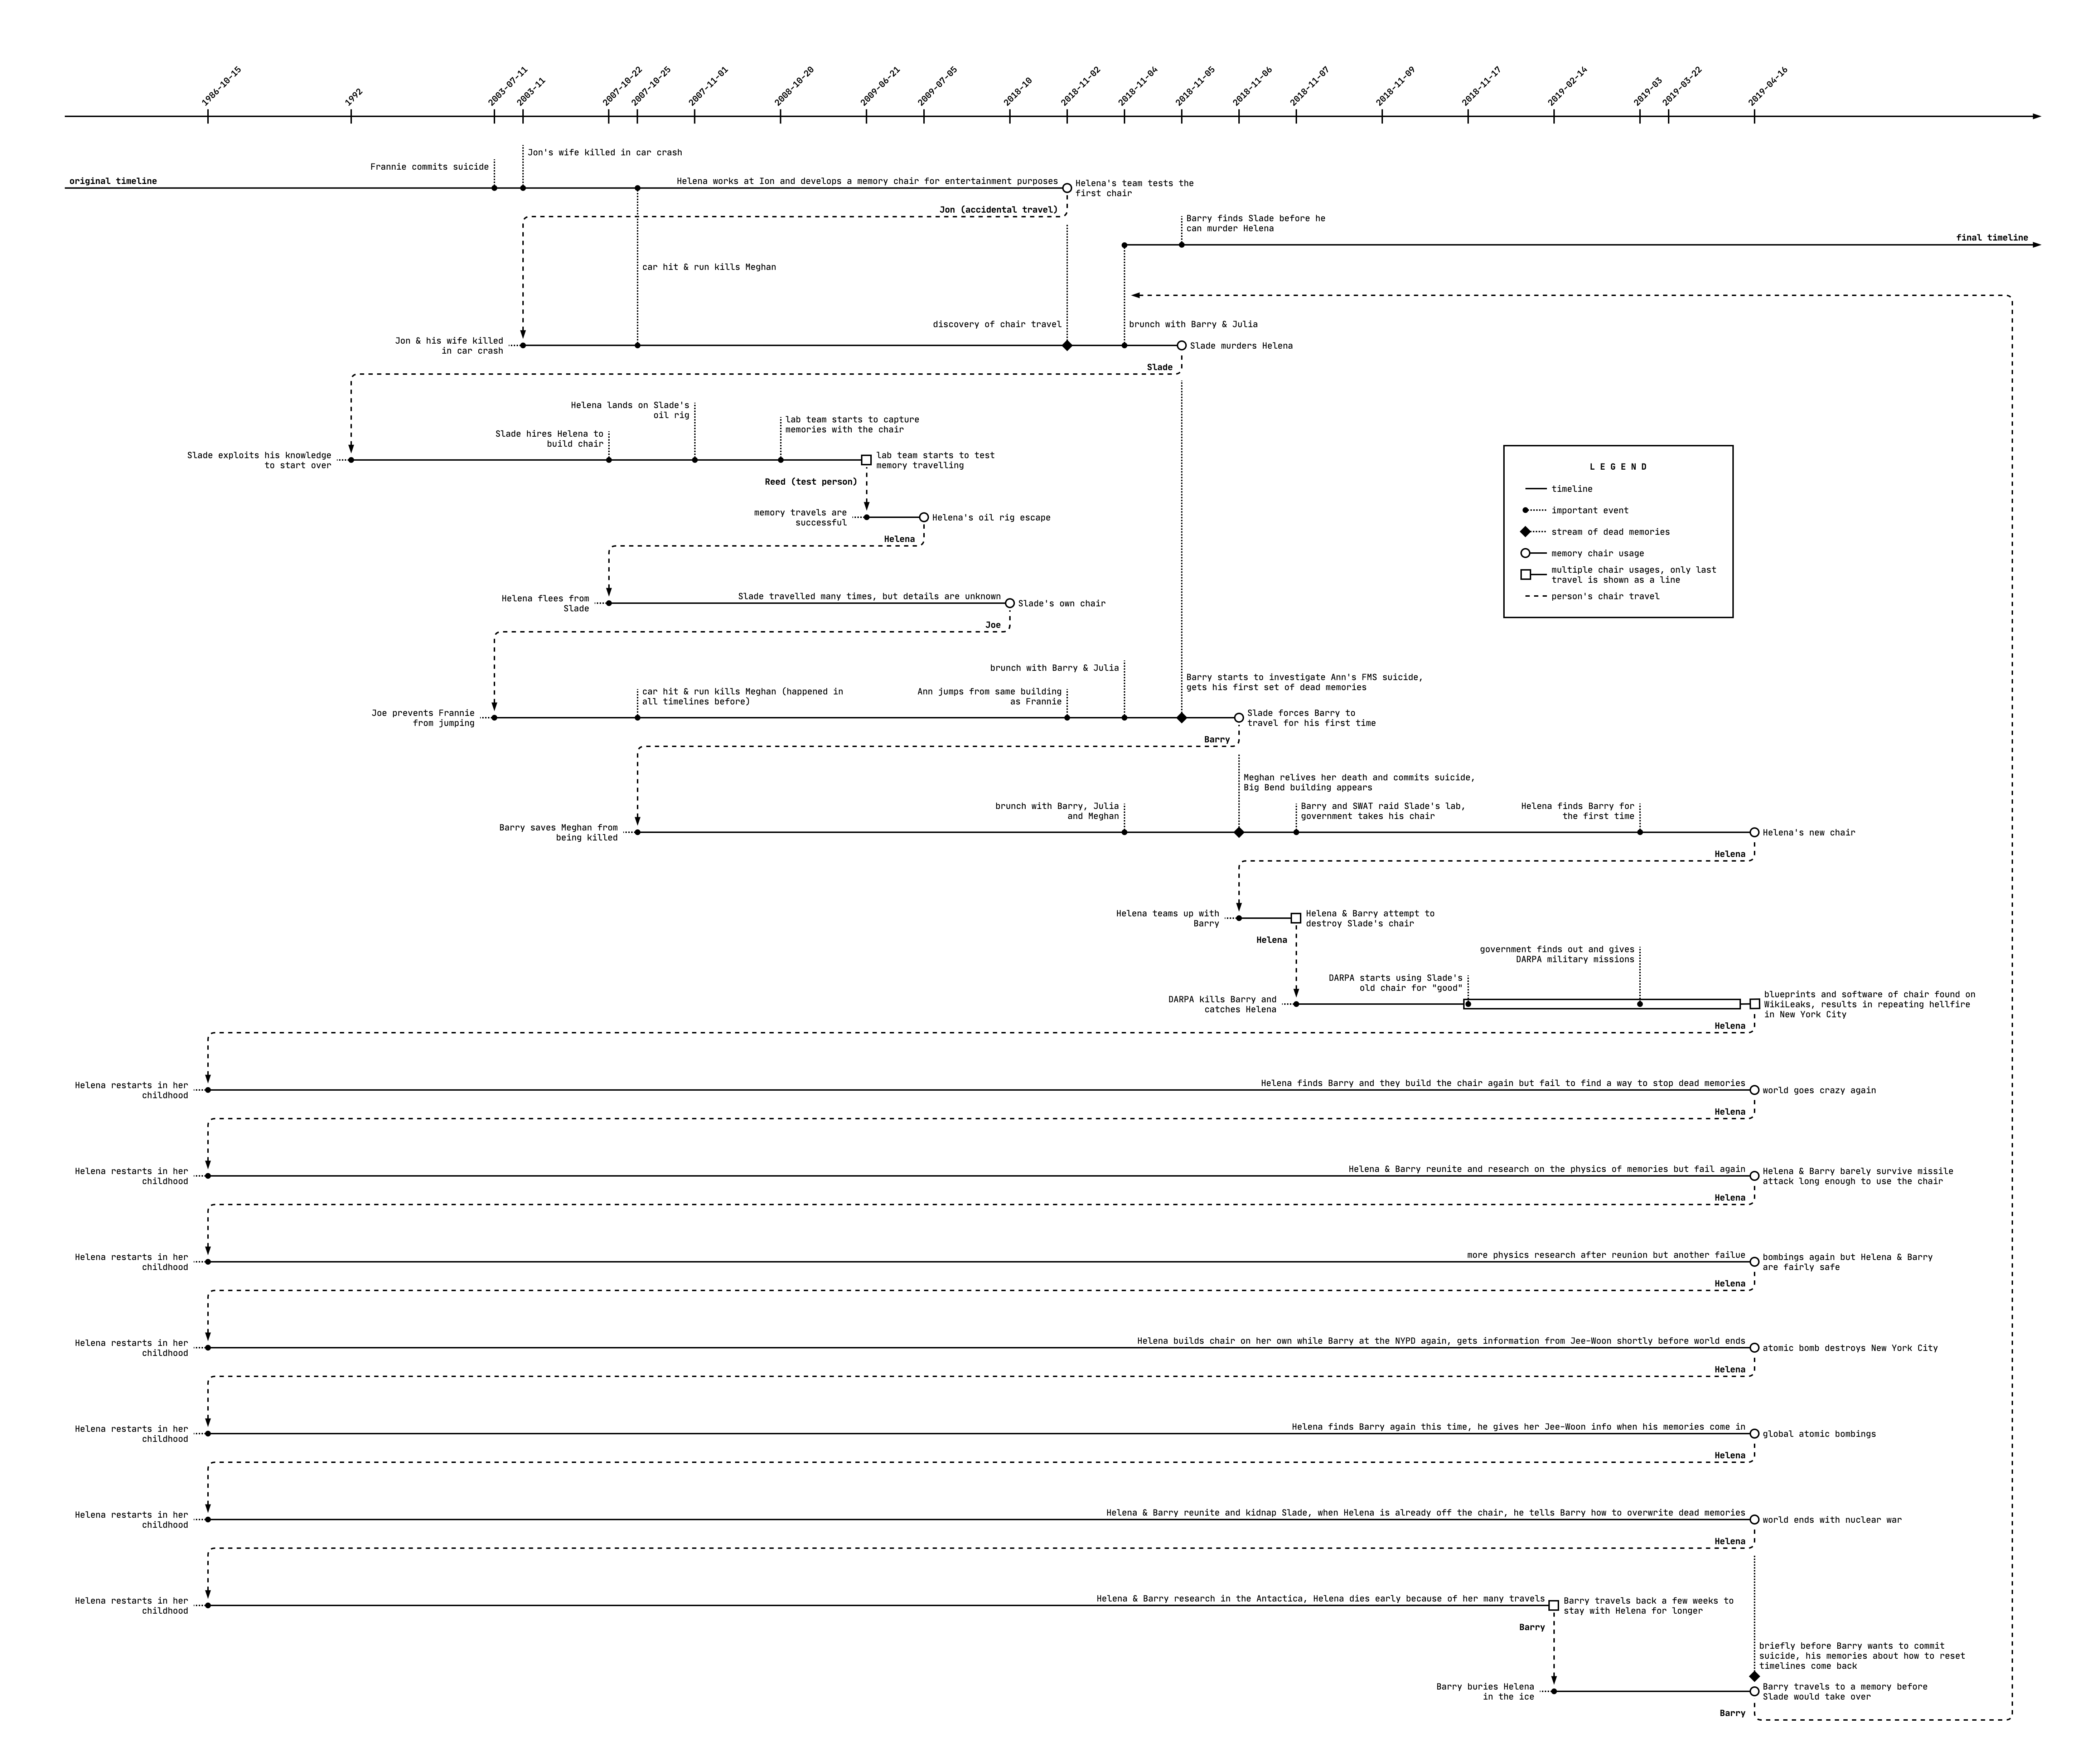 1986-10-15
1992
2003-07-11
2003-11
2007-10-22
2007-10-25
2007-11-01
2008-10-20
2009-06-21
2009-07-05
2018-10
2018-11-02
2018-11-04
2018-11-05
2018-11-06
2018-11-07
2018-11-09
2018-11-17
2019-02-14
2019-03
2019-03-22
2019-04-16
Jon's wife killed in car crash
Frannie commits suicide
original timeline
Helena works at Ion and develops a memory chair for entertainment purposes
Helena's team tests the
first chair
Jon (accidental travel)
Barry finds Slade before he
can murder Helena
final timeline
car hit & run kills Meghan
discovery of chair travel
brunch with Barry & Julia
Jon & his wife killed
in car crash
Slade murders Helena
Slade
Helena lands on Slade's
oil rig
lab team starts to capture
memories with the chair
Slade hires Helena to
build chair
Slade exploits his knowledge
to start over
lab team starts to test
memory travelling
Reed (test person)
LEGEND
timeline
important event
stream of dead memories
memory chair usage
multiple chair usages, only last
travel is shown as a line
person's chair travel
memory travels are
successful
Helena's oil rig escape
Helena
Helena flees from
Slade
Slade travelled many times, but details are unknown
Slade's own chair
Joe
brunch with Barry & Julia
Barry starts to investigate Ann's FMS suicide,
gets his first set of dead memories
car hit & run kills Meghan (happened in
all timelines before)
Ann jumps from same building
as Frannie
Joe prevents Frannie
from jumping
Slade forces Barry to
travel for his first time
Barry
Meghan relives her death and commits suicide,
Big Bend building appears
brunch with Barry, Julia
and Meghan
Barry and SWAT raid Slade's lab,
government takes his chair
Helena finds Barry for
the first time
Barry saves Meghan from
being killed
Helena's new chair
Helena
Helena teams up with
Barry
Helena & Barry attempt to
destroy Slade's chair
Helena
government finds out and gives
DARPA military missions
DARPA starts using Slade's
old chair for "good"
DARPA kills Barry and
catches Helena
blueprints and software of chair found on
WikiLeaks, results in repeating hellfire
in New York City
Helena
Helena restarts in her
childhood
Helena finds Barry and they build the chair again but fail to find a way to stop dead memories
world goes crazy again
Helena
Helena restarts in her
childhood
Helena & Barry reunite and research on the physics of memories but fail again
Helena & Barry barely survive missile
attack long enough to use the chair
Helena
Helena restarts in her
childhood
more physics research after reunion but another failue
bombings again but Helena & Barry
are fairly safe
Helena
Helena restarts in her
childhood
Helena builds chair on her own while Barry at the NYPD again, gets information from Jee-Woon shortly before world ends
atomic bomb destroys New York City
Helena
Helena restarts in her
childhood
Helena finds Barry again this time, he gives her Jee-Woon info when his memories come in
global atomic bombings
Helena
Helena restarts in her
childhood
Helena & Barry reunite and kidnap Slade, when Helena is already off the chair, he tells Barry how to overwrite dead memories
world ends with nuclear war
Helena
Helena restarts in her
childhood
Helena & Barry research in the Antactica, Helena dies early because of her many travels
Barry travels back a few weeks to
stay with Helena for longer
Barry
briefly before Barry wants to commit
suicide, his memories about how to reset
timelines come back
Barry buries Helena
in the ice
Barry travels to a memory before
Slade would take over
Barry